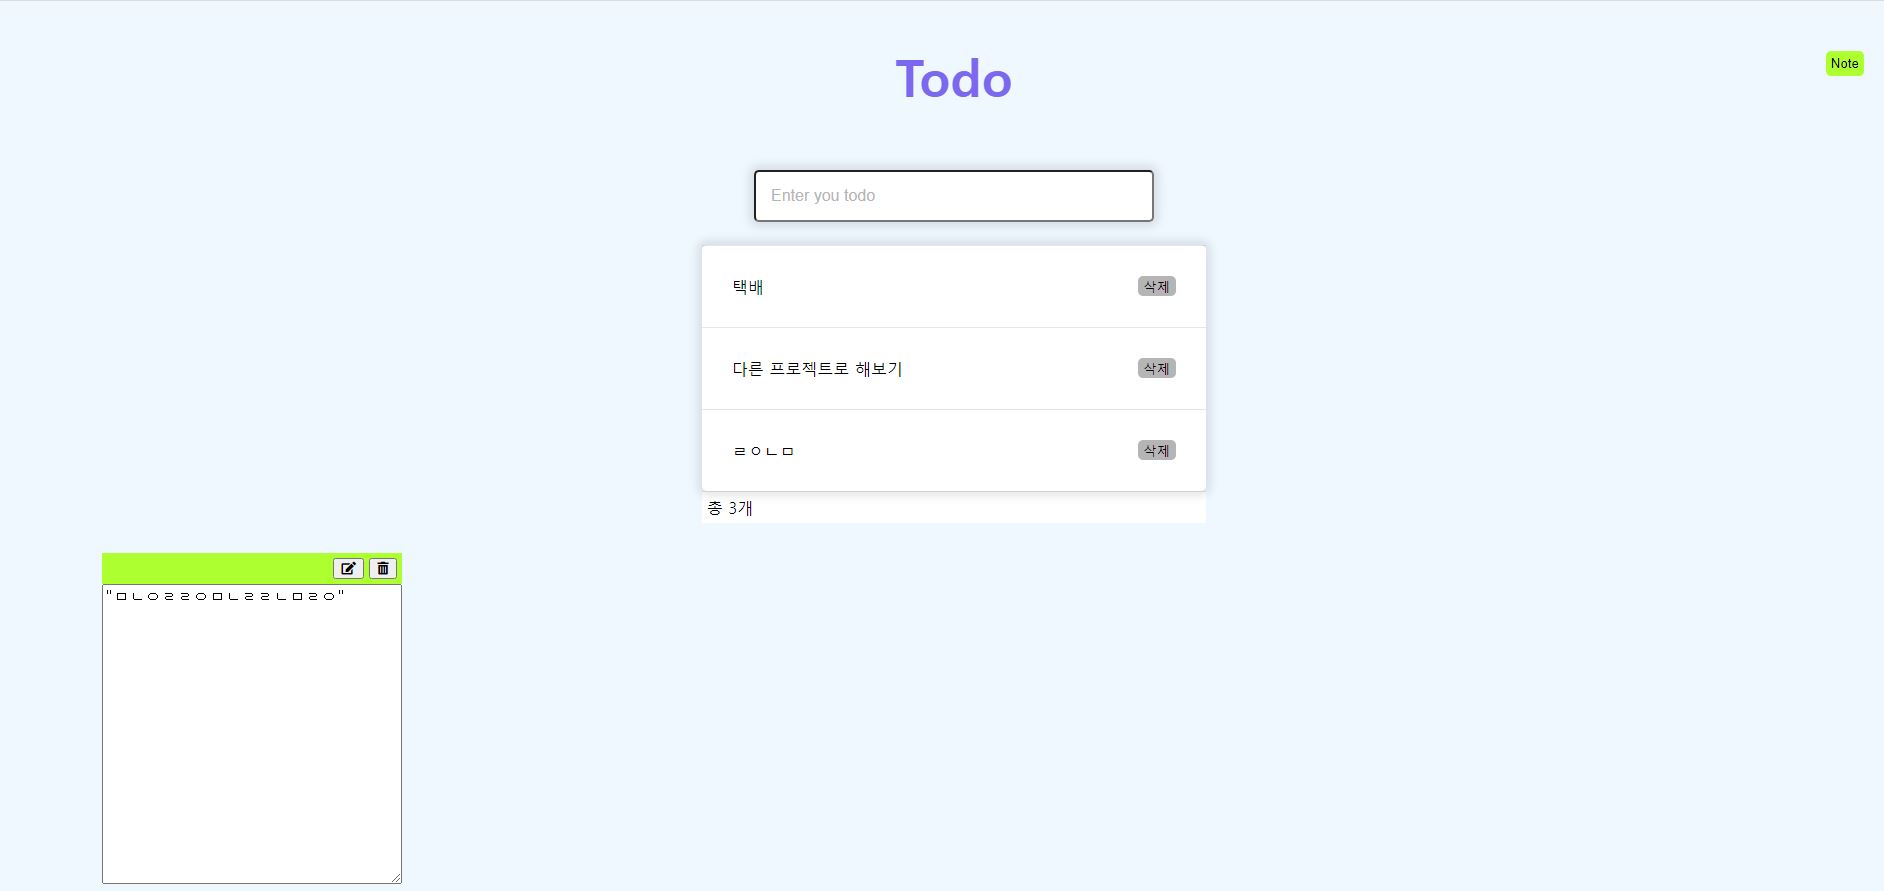 Todo
Note
Enter you todo
택배
삭제
다른 프로젝트로 해보기
삭제
ㄹㅇㄴㅁ
삭제
총 3개
"ㅁㄴㅇㄹㄹㅇㅁㄴㄹㄹㄴㅁㄹㅇ"